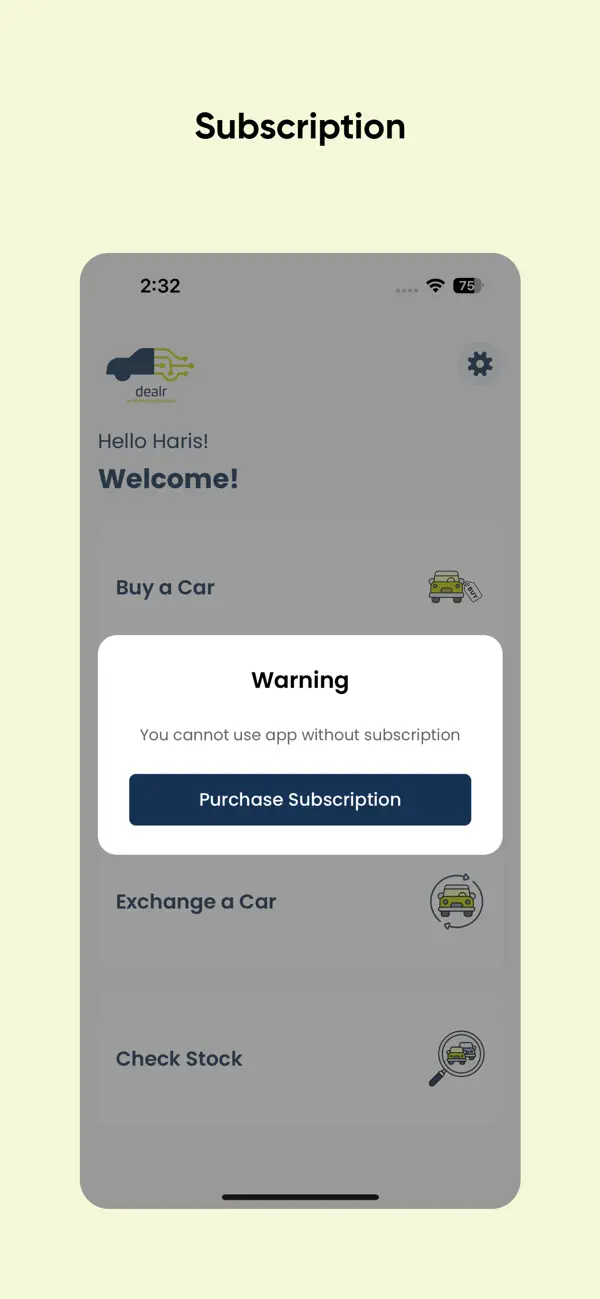 Subscription
2:32
75
dealr
Hello Haris!
Welcome!
Buy a Car
BUY
Warning
You cannot use app without subscription
Purchase Subscription
Exchange a Car
Check Stock